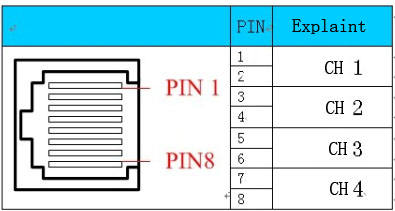 PIN Explaint
1
2
CH 1
3
4
CH 2
5
6
CH 3
7
8
CH 4
PIN 1
PIN8